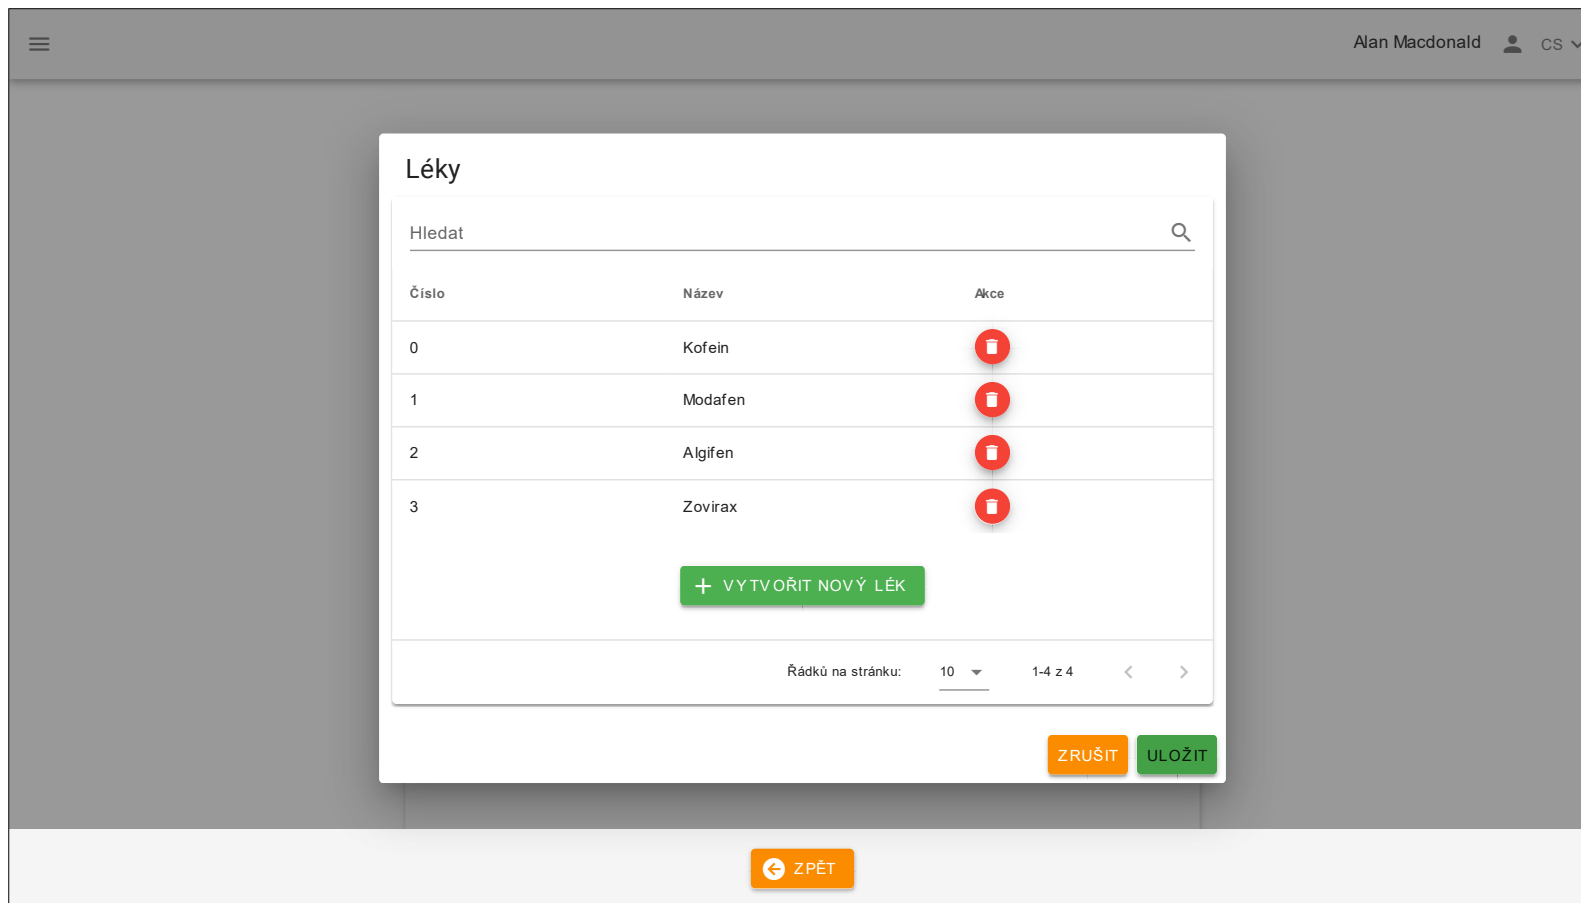 Alan Macdonald CS
Léky
Hledat
Číslo Název Akce
0 Kofein
1 Modafen
2 Algifen
3 Zovirax
VYTVOŘIT NOVÝ LÉK
Řádků na stránku: 10 1-4 z 4
ZRUŠIT ULOŽIT
ZPĚT